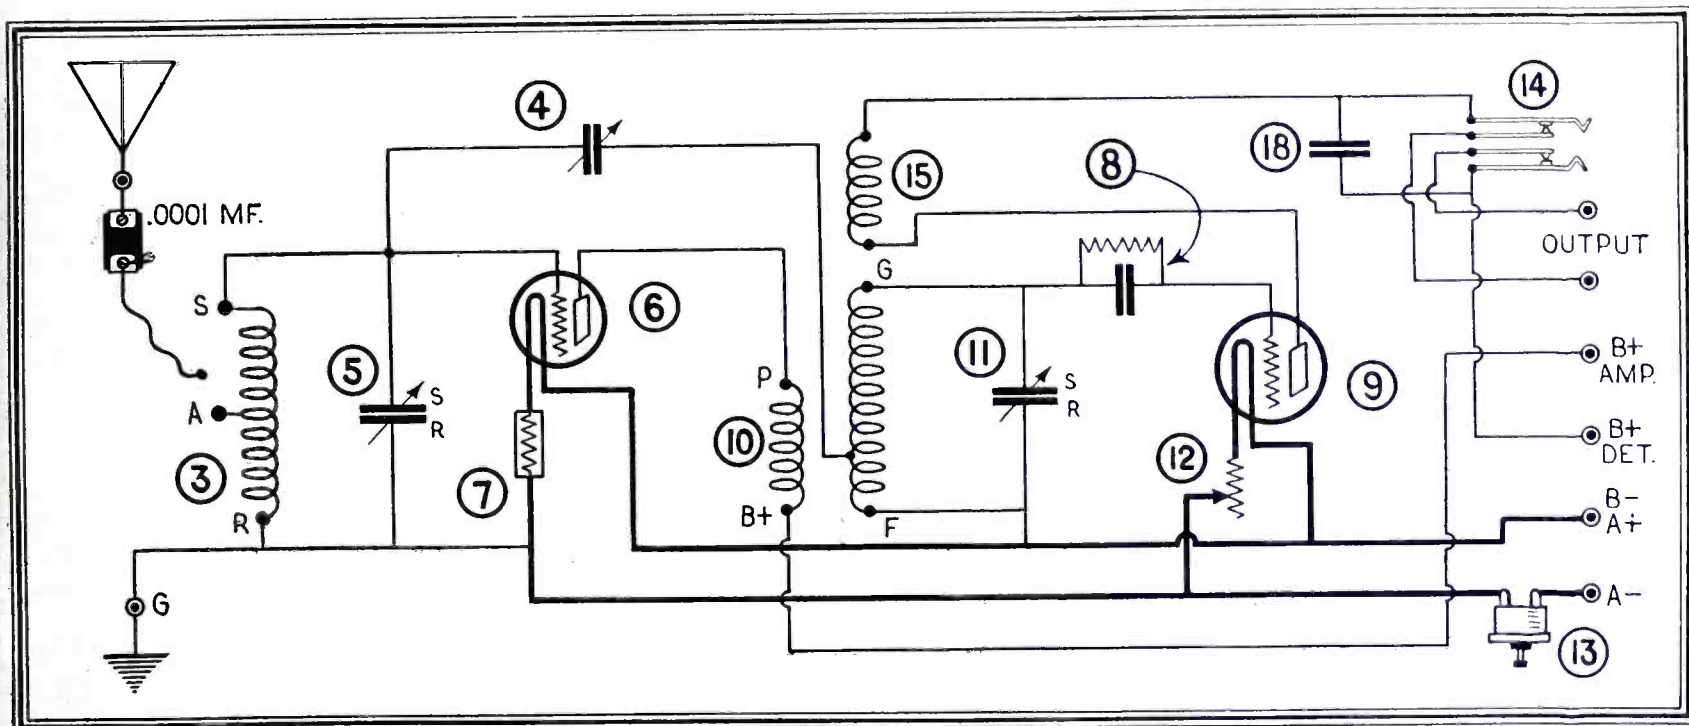 .0001 MF.
4
14
18
15
8
S
G
OUTPUT
6
5
S
R
11
S
R
9
B+
AMP.
P
A
10
B+
DET.
3
7
12
R
B+
F
B-
A+
G
A-
13